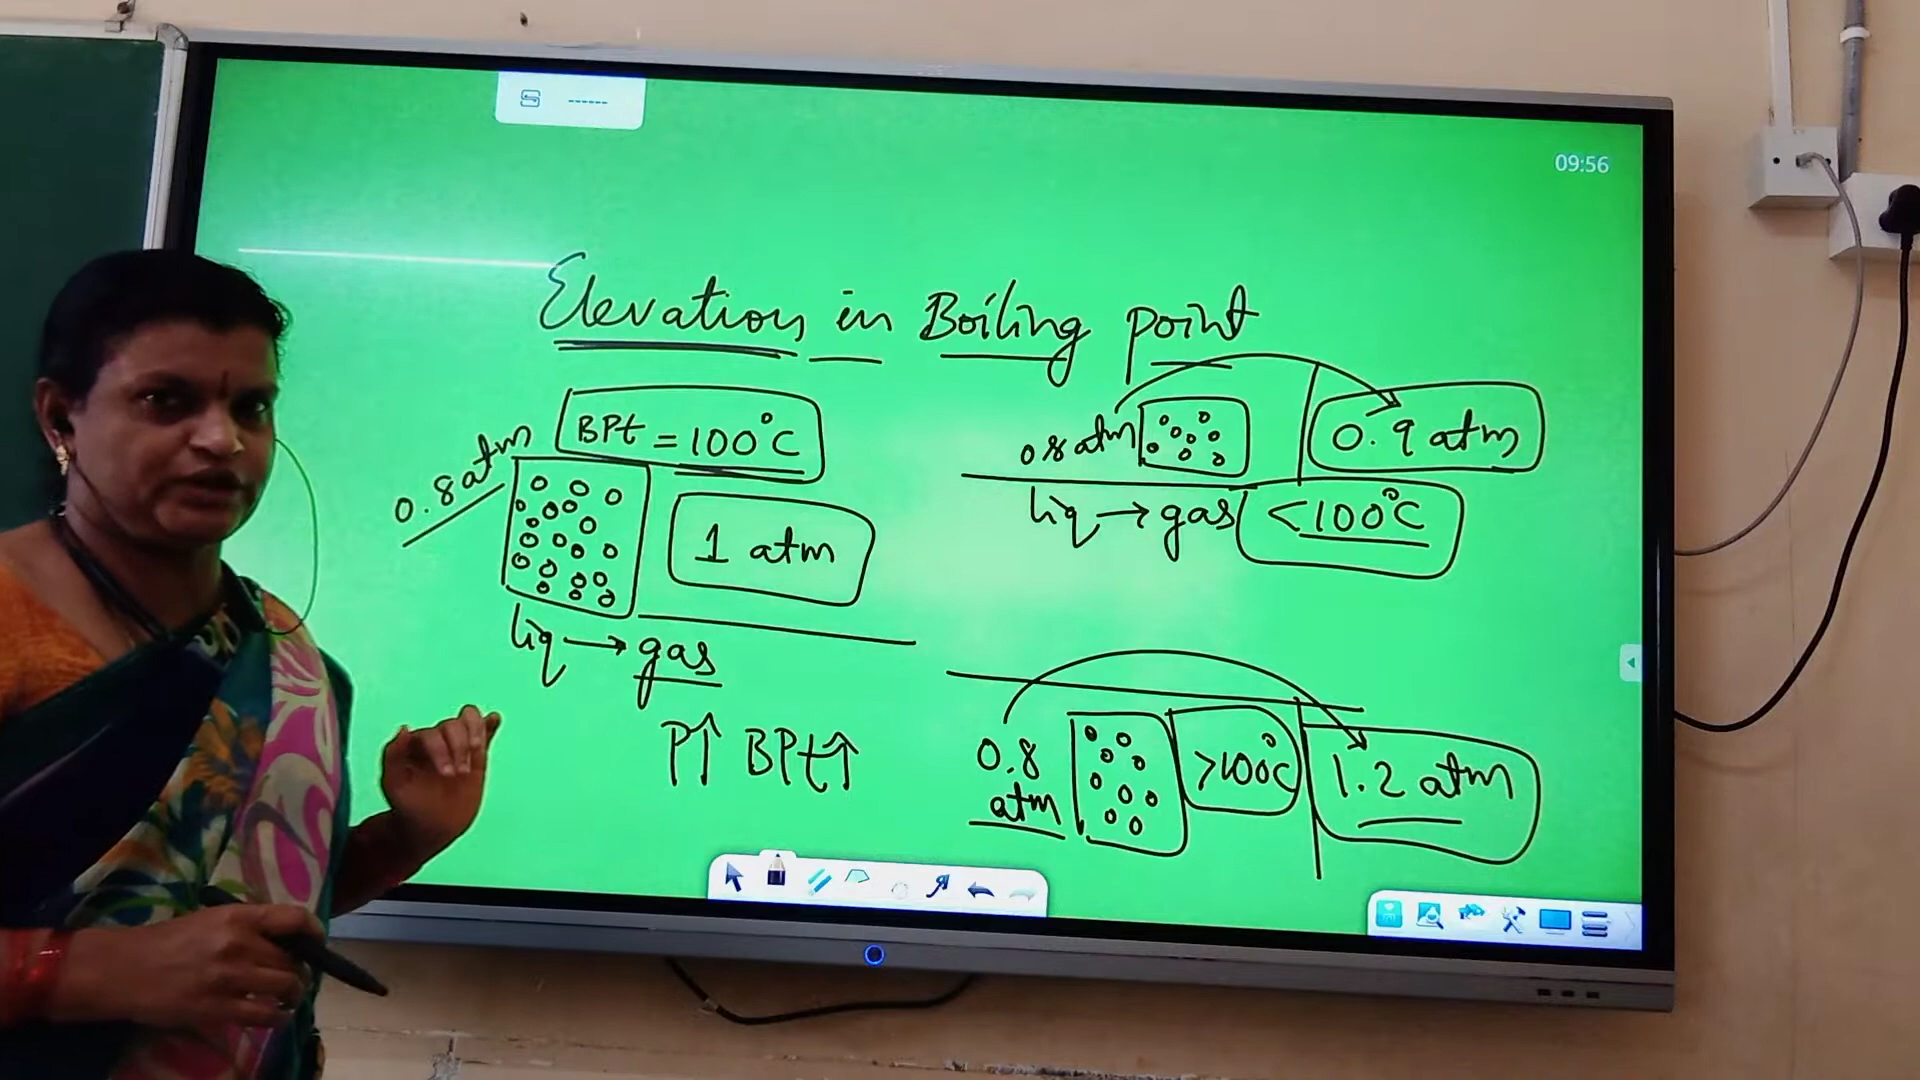 09:56
Elevation in Boiling point
BPt = 100°C
0.8 atm
1 atm
liq → gas
P↑ BPt↑
0.8 atm
0.9 atm
liq → gas
<100°C
0.8
atm
>100°C
1.2 atm